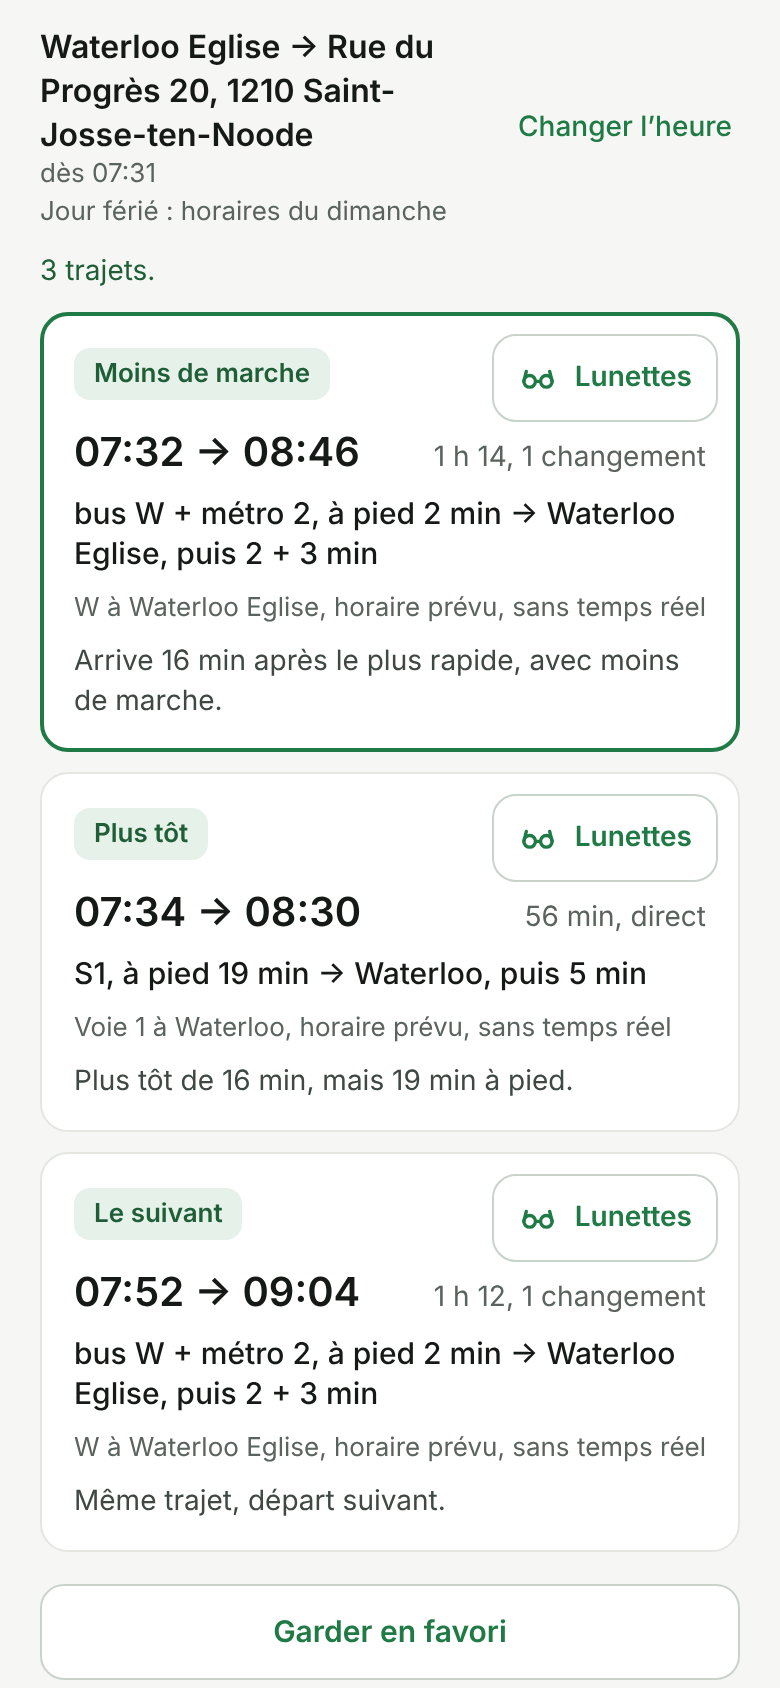 Waterloo Eglise → Rue du
Progrès 20, 1210 Saint-
Josse-ten-Noode
Changer l’heure
dès 07:31
Jour férié : horaires du dimanche
3 trajets.
Moins de marche
Lunettes
07:32 → 08:46
1 h 14, 1 changement
bus W + métro 2, à pied 2 min → Waterloo
Eglise, puis 2 + 3 min
W à Waterloo Eglise, horaire prévu, sans temps réel
Arrive 16 min après le plus rapide, avec moins
de marche.
Plus tôt
Lunettes
07:34 → 08:30
56 min, direct
S1, à pied 19 min → Waterloo, puis 5 min
Voie 1 à Waterloo, horaire prévu, sans temps réel
Plus tôt de 16 min, mais 19 min à pied.
Le suivant
Lunettes
07:52 → 09:04
1 h 12, 1 changement
bus W + métro 2, à pied 2 min → Waterloo
Eglise, puis 2 + 3 min
W à Waterloo Eglise, horaire prévu, sans temps réel
Même trajet, départ suivant.
Garder en favori